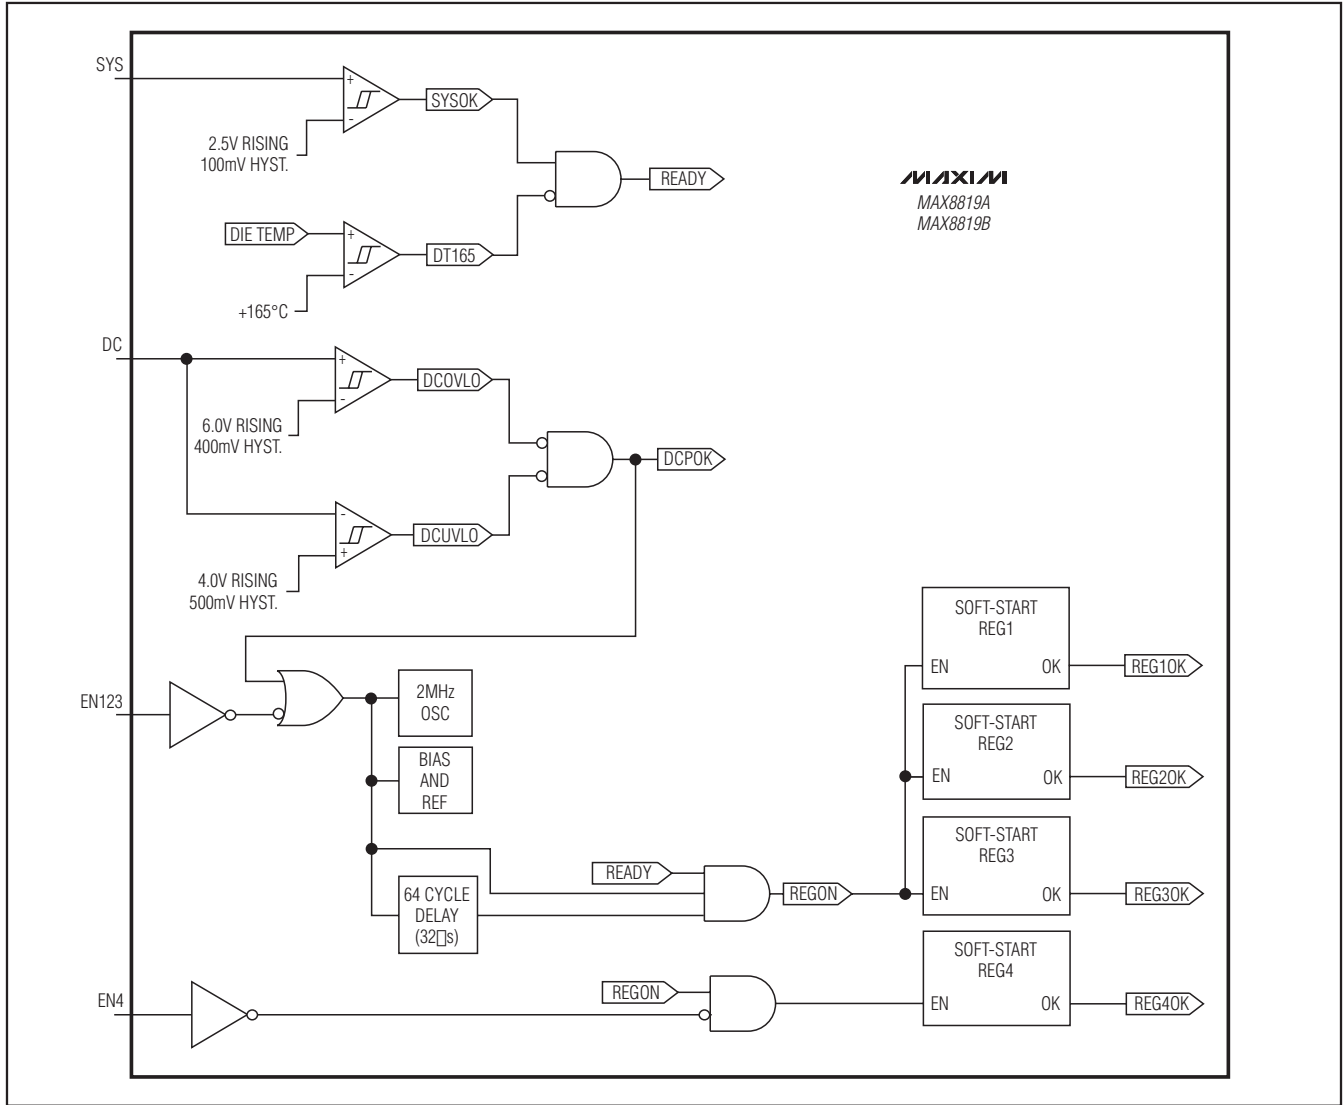 SYS
+
-
SYSOK
2.5V RISING
100mV HYST.
READY
MAXIM
MAX8819A
MAX8819B
DIE TEMP
+
-
DT165
+165°C
DC
+
-
DCOVLO
6.0V RISING
400mV HYST.
DCPOK
-
+
DCUVLO
4.0V RISING
500mV HYST.
SOFT-START
REG1
EN
OK
REG1OK
EN123
2MHz
OSC
SOFT-START
REG2
EN
OK
REG2OK
BIAS
AND
REF
SOFT-START
REG3
EN
OK
REG3OK
READY
REGON
64 CYCLE
DELAY
(32▯s)
SOFT-START
REG4
EN
OK
REG4OK
REGON
EN4